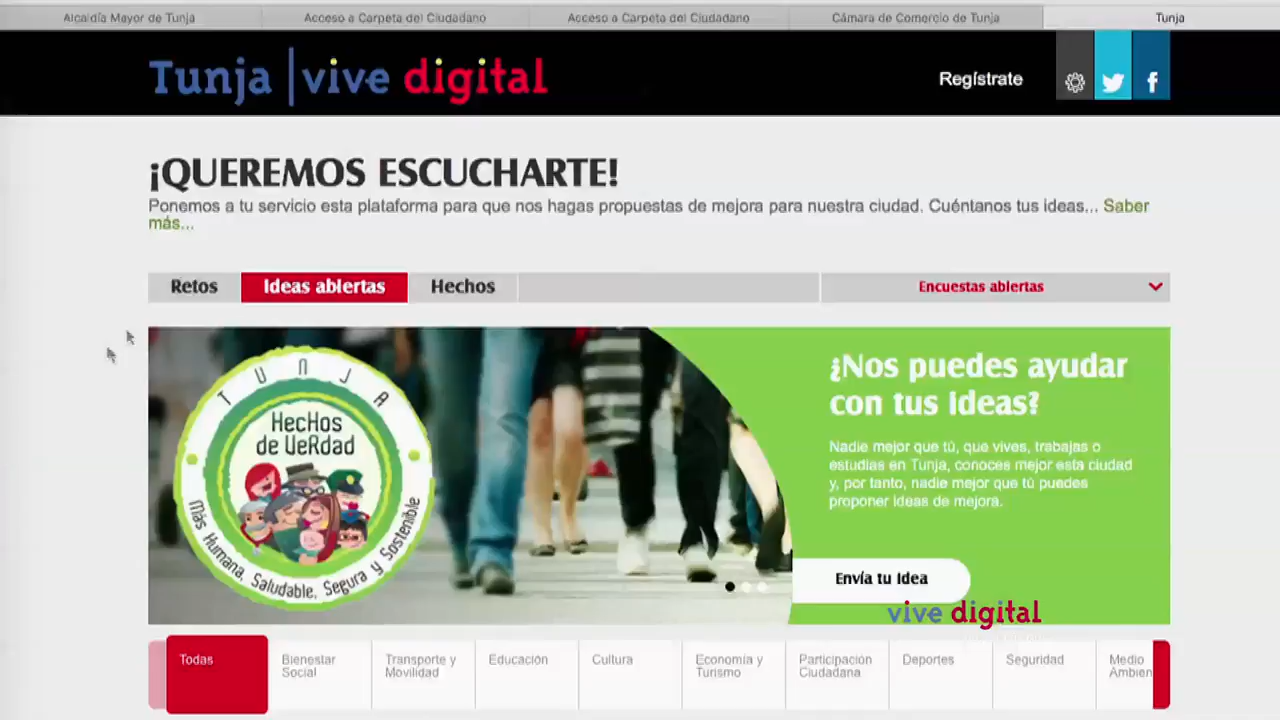 Alcaldía Mayor de Tunja
Acceso a Carpeta del Ciudadano
Acceso a Carpeta del Ciudadano
Cámara de Comercio de Tunja
Tunja
Tunja | vive digital
Regístrate
¡QUEREMOS ESCUCHARTE!
Ponemos a tu servicio esta plataforma para que nos hagas propuestas de mejora para nuestra ciudad. Cuéntanos tus ideas... Saber
más...
Retos
Ideas abiertas
Hechos
Encuestas abiertas
TUNJA
HecHos
de VeRdad
Más Humana, Saludable, Segura y Sostenible
¿Nos puedes ayudar
con tus Ideas?
Nadie mejor que tú, que vives, trabajas o
estudias en Tunja, conoces mejor esta ciudad
y, por tanto, nadie mejor que tú puedes
proponer ideas de mejora.
Envía tu Idea
vive digital
Todas
Bienestar
Social
Transporte y
Movilidad
Educación
Cultura
Economía y
Turismo
Participación
Ciudadana
Deportes
Seguridad
Medio
Ambien